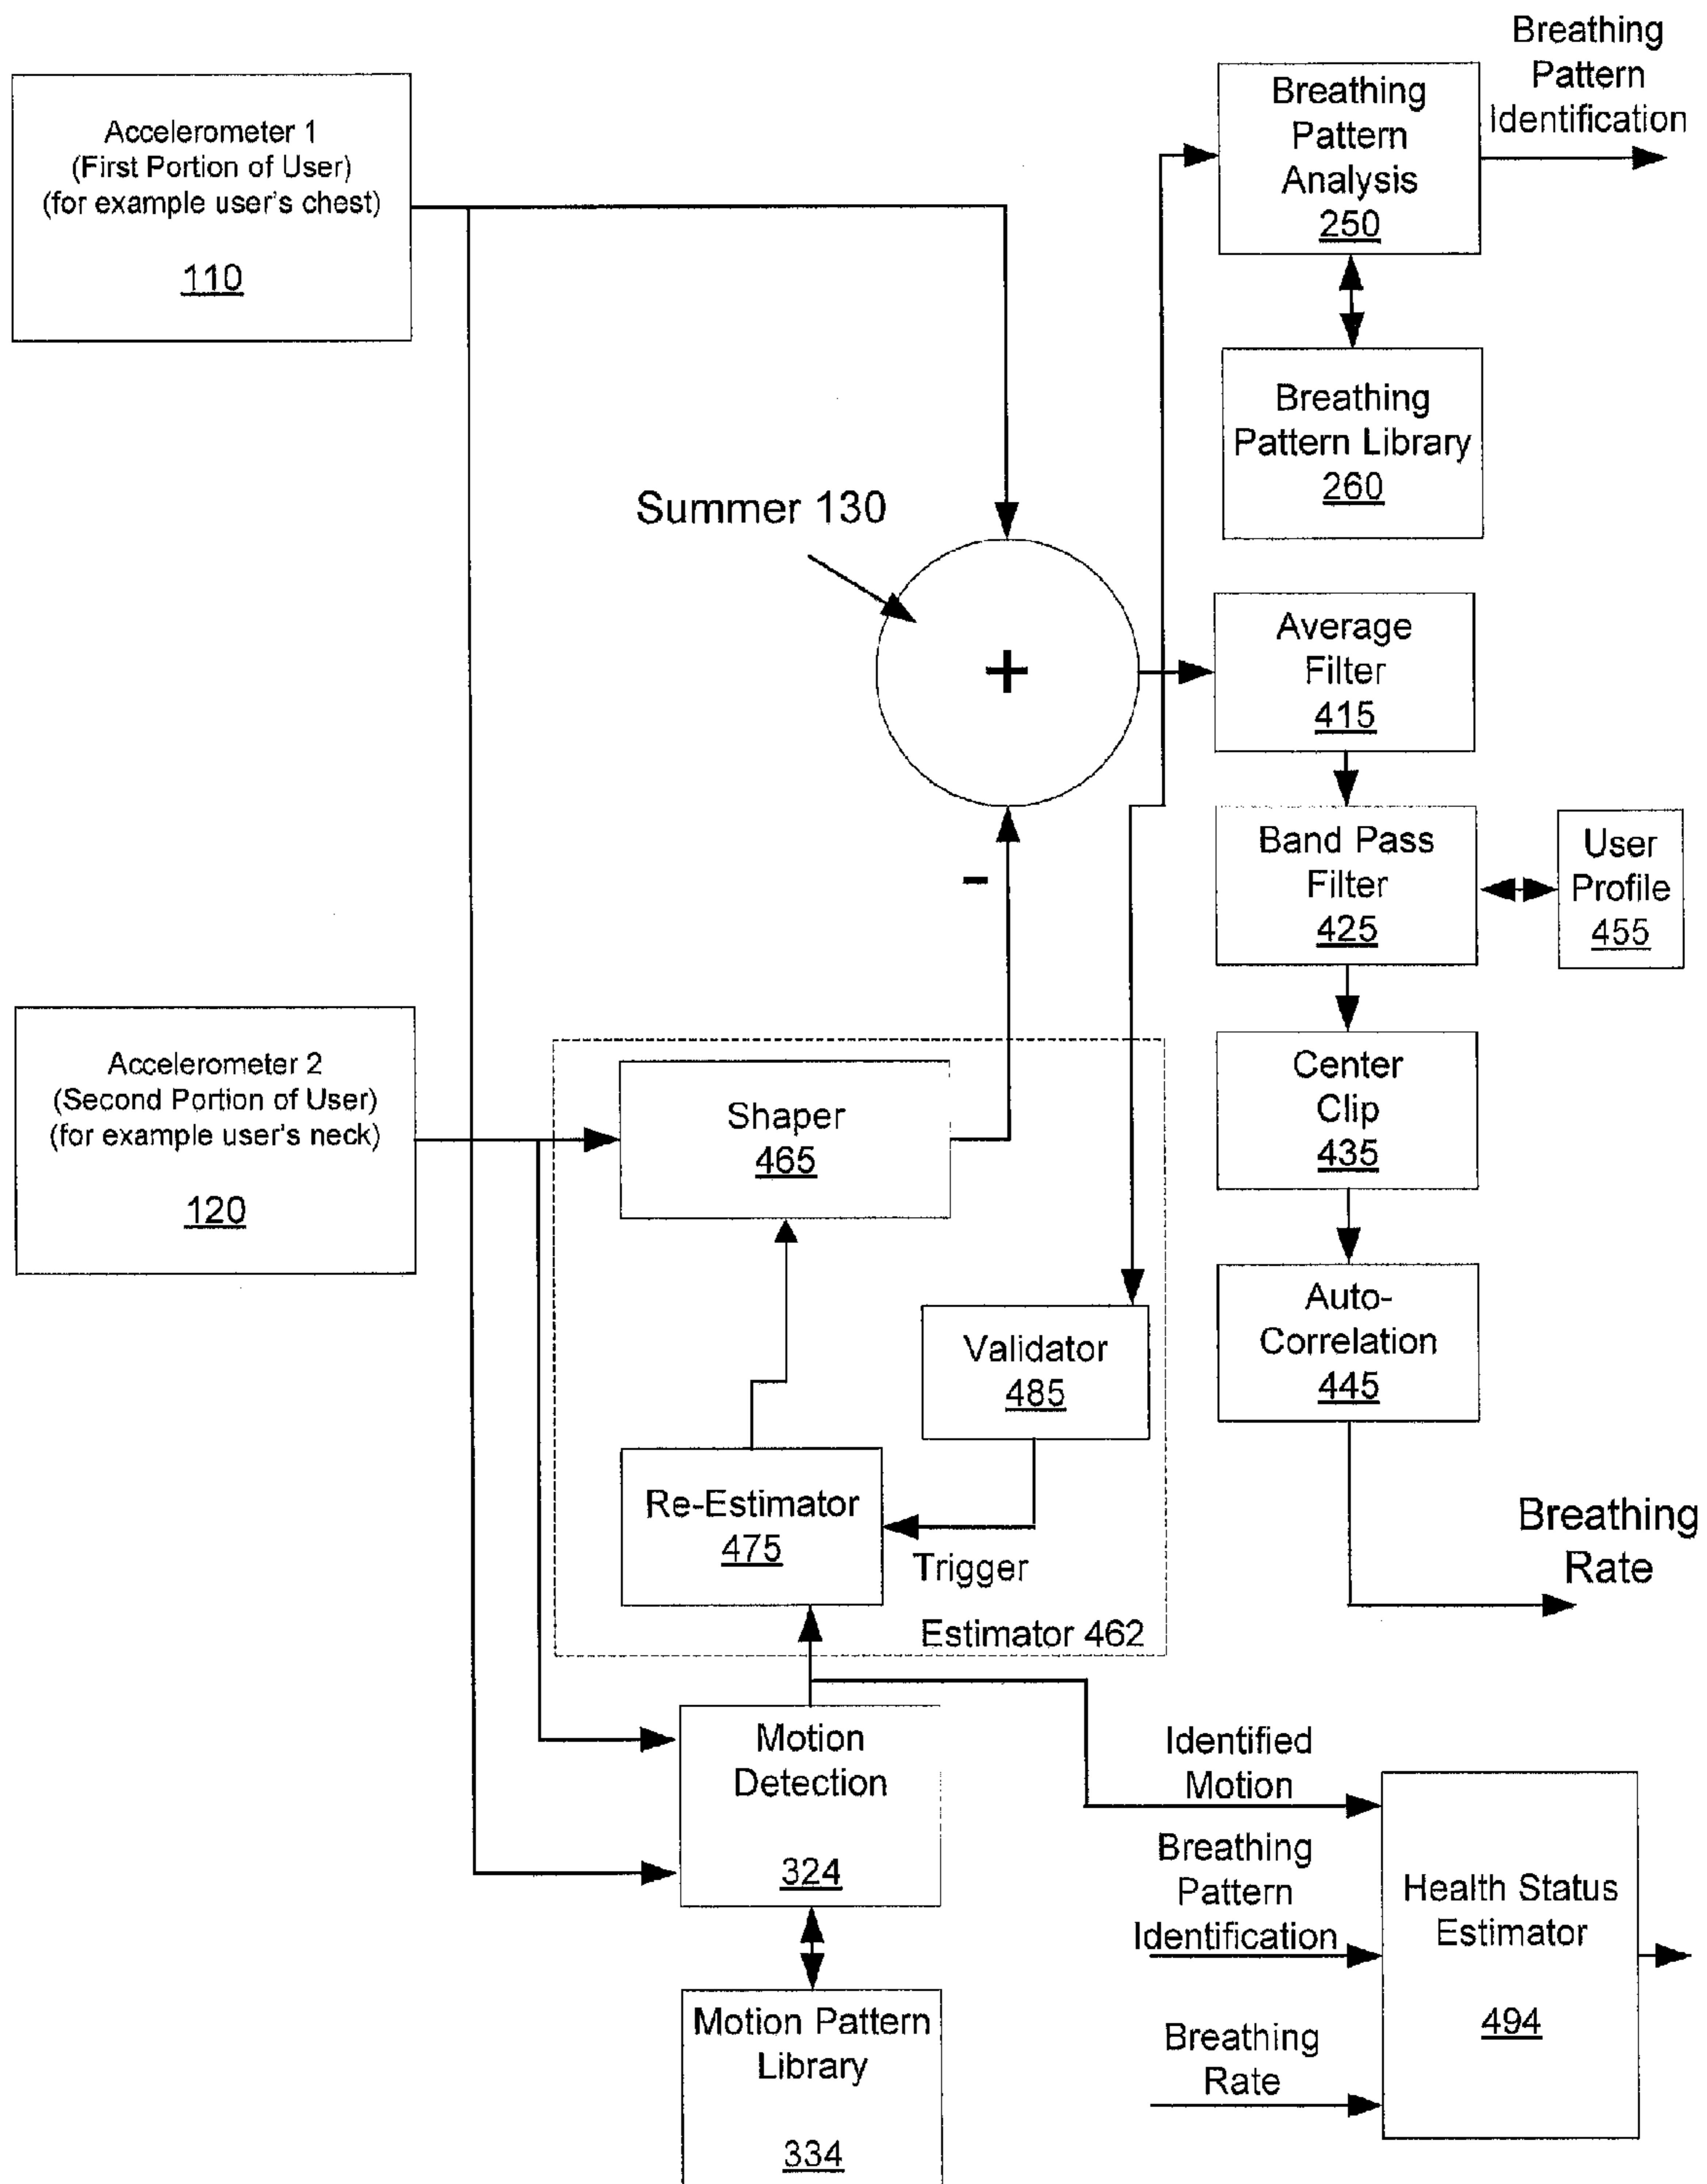 Breathing
Pattern
Identification
Breathing
Pattern
Analysis
250
Accelerometer 1
(First Portion of User)
(for example user's chest)
110
Breathing
Pattern Library
260
Summer 130
+
Average
Filter
415
-
Band Pass
Filter
425
User
Profile
455
Accelerometer 2
(Second Portion of User)
(for example user's neck)
120
Shaper
465
Center
Clip
435
Validator
485
Auto-
Correlation
445
Re-Estimator
475
Trigger
Estimator 462
Breathing
Rate
Motion
Detection
324
Identified
Motion
Breathing
Pattern
Identification
Breathing
Rate
Health Status
Estimator
494
Motion Pattern
Library
334